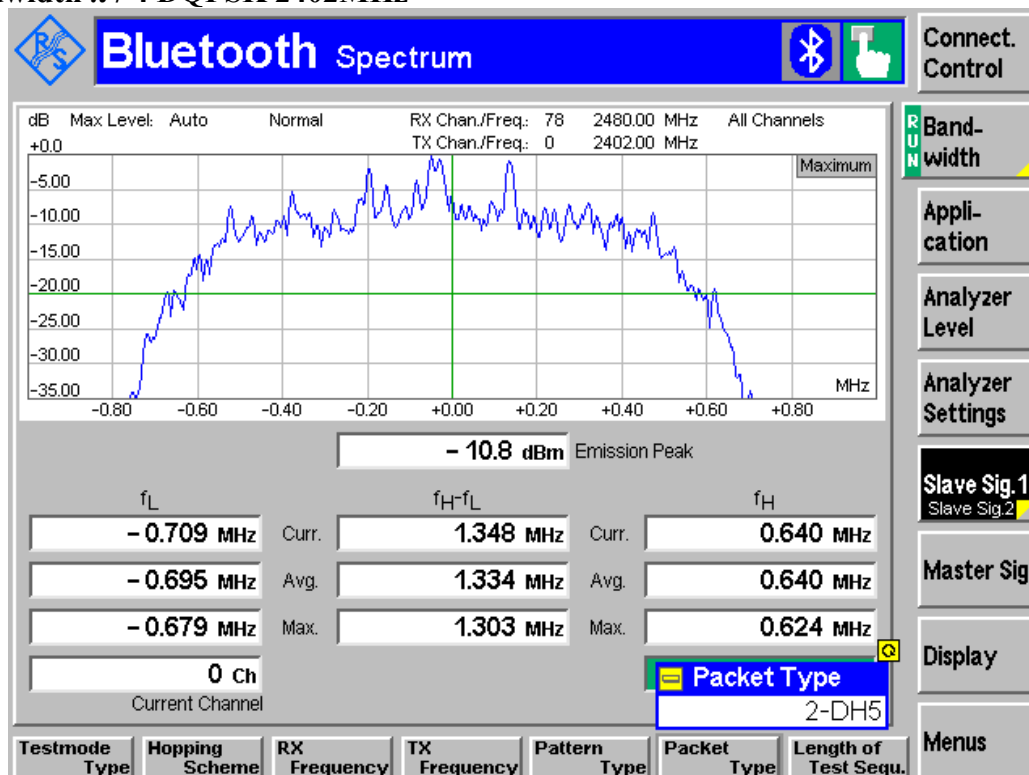 R&S
Bluetooth Spectrum
Connect.
Control
dB Max Level: Auto Normal RX Chan./Freq.: 78 2480.00 MHz All Channels
+0.0 TX Chan./Freq.: 0 2402.00 MHz
Maximum
-5.00
-10.00
-15.00
-20.00
-25.00
-30.00
-35.00
MHz
-0.80 -0.60 -0.40 -0.20 +0.00 +0.20 +0.40 +0.60 +0.80
RUN
Band-
width
Appli-
cation
Analyzer
Level
Analyzer
Settings
Slave Sig.1
Slave Sig.2
Master Sig
Display
Menus
- 10.8 dBm Emission Peak
fL fH-fL fH
- 0.709 MHz Curr. 1.348 MHz Curr. 0.640 MHz
- 0.695 MHz Avg. 1.334 MHz Avg. 0.640 MHz
- 0.679 MHz Max. 1.303 MHz Max. 0.624 MHz
0 Ch
Current Channel
Packet Type
2-DH5
Testmode
Type
Hopping
Scheme
RX
Frequency
TX
Frequency
Pattern
Type
Packet
Type
Length of
Test Sequ.